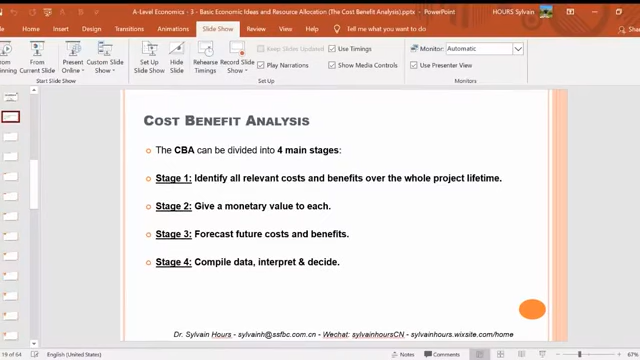 A-Level Economics - 3 - Basic Economic Ideas and Resource Allocation (The Cost Benefit Analysis).pptx - PowerPoint
HOURS Sylvain
Transitions
Animations
Slide Show
Review
View
Help
Tell me what you want to do
From Current Slide
Present Online
Custom Slide Show
Set Up Slide Show
Hide Slide
Rehearse Timings
Record Slide Show
Keep Slides Updated
Play Narrations
Use Timings
Show Media Controls
Monitor: Automatic
Use Presenter View
Start Slide Show
Set Up
Monitors
COST BENEFIT ANALYSIS
The CBA can be divided into 4 main stages:
Stage 1: Identify all relevant costs and benefits over the whole project lifetime.
Stage 2: Give a monetary value to each.
Stage 3: Forecast future costs and benefits.
Stage 4: Compile data, interpret & decide.
Dr. Sylvain Hours - sylvainh@ssfbc.com.cn - Wechat: sylvainhoursCN - sylvainhours.wixsite.com/home
19 of 64
English (United Kingdom)
Notes
Comments
67%